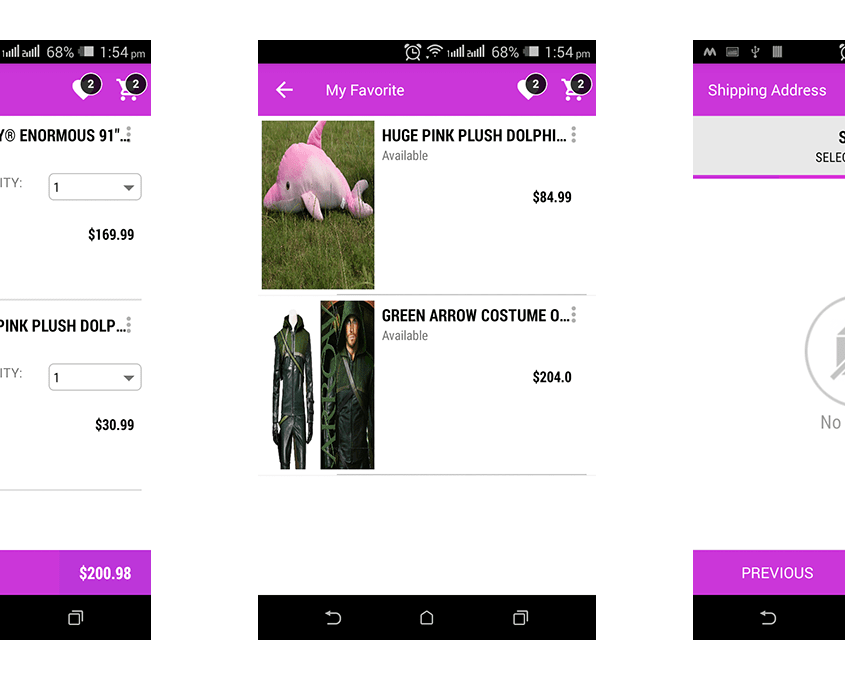 68% 1:54 pm
2 2
Y® ENORMOUS 91"...
ITY: 1
$169.99
PINK PLUSH DOLP...
ITY: 1
$30.99
$200.98
68% 1:54 pm
My Favorite 2 2
HUGE PINK PLUSH DOLPHI...
Available
$84.99
GREEN ARROW COSTUME O...
Available
$204.0
ARROW
Shipping Address
S
SELEC
No
PREVIOUS